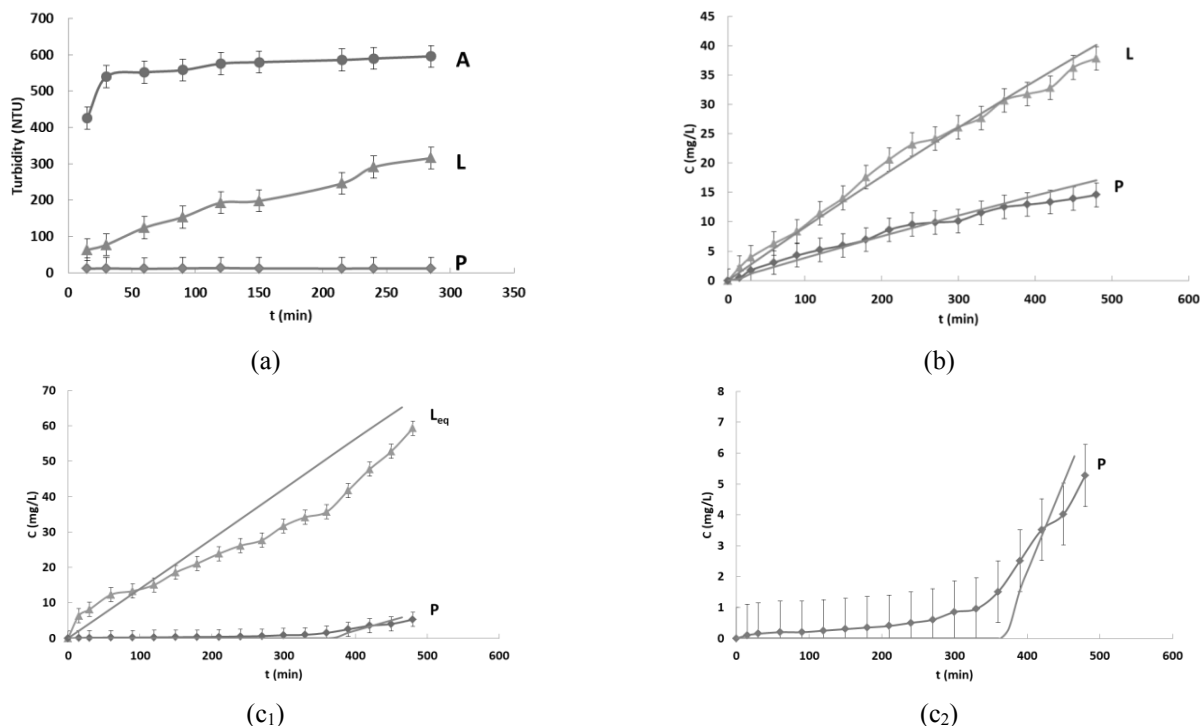 700
600
500
400
300
200
100
0
Turbidity (NTU)
A
L
P
0 50 100 150 200 250 300 350
t (min)
(a)
45
40
35
30
25
20
15
10
5
0
C (mg/L)
L
P
0 100 200 300 400 500 600
t (min)
(b)
70
60
50
40
30
20
10
0
C (mg/L)
Leq
P
0 100 200 300 400 500 600
t (min)
(c1)
8
7
6
5
4
3
2
1
0
C (mg/L)
P
0 100 200 300 400 500 600
t (min)
(c2)